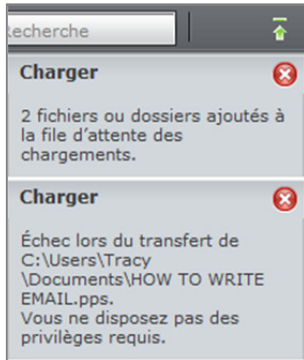 Recherche
Charger
2 fichiers ou dossiers ajoutés à
la file d'attente des
chargements.
Charger
Échec lors du transfert de
C:\Users\Tracy
\Documents\HOW TO WRITE
EMAIL.pps.
Vous ne disposez pas des
privilèges requis.